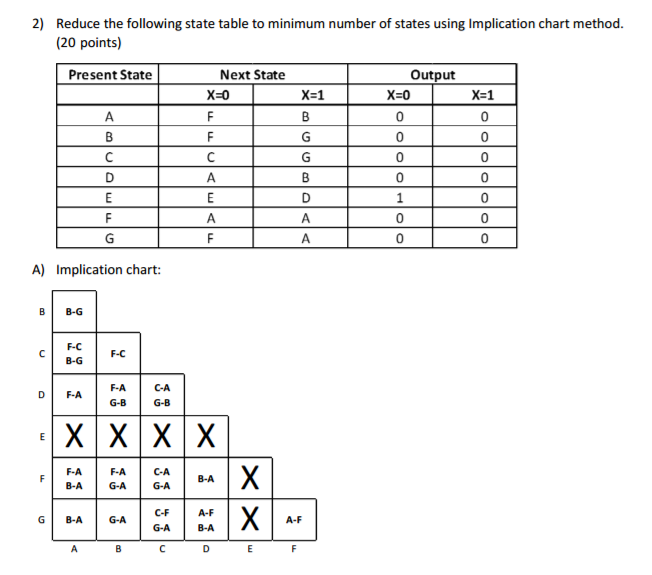 2) Reduce the following state table to minimum number of states using Implication chart method.
(20 points)
Present State Next State Output
X=0 X=1 X=0 X=1
A F B 0 0
B F G 0 0
C C G 0 0
D A B 0 0
E E D 1 0
F A A 0 0
G F A 0 0
A) Implication chart:
B B-G
F-C
C F-C
B-G
F-A C-A
D F-A
G-B G-B
E X X X X
F-A F-A C-A
F B-A X
B-A G-A G-A
C-F A-F
G B-A G-A X A-F
G-A B-A
A B C D E F